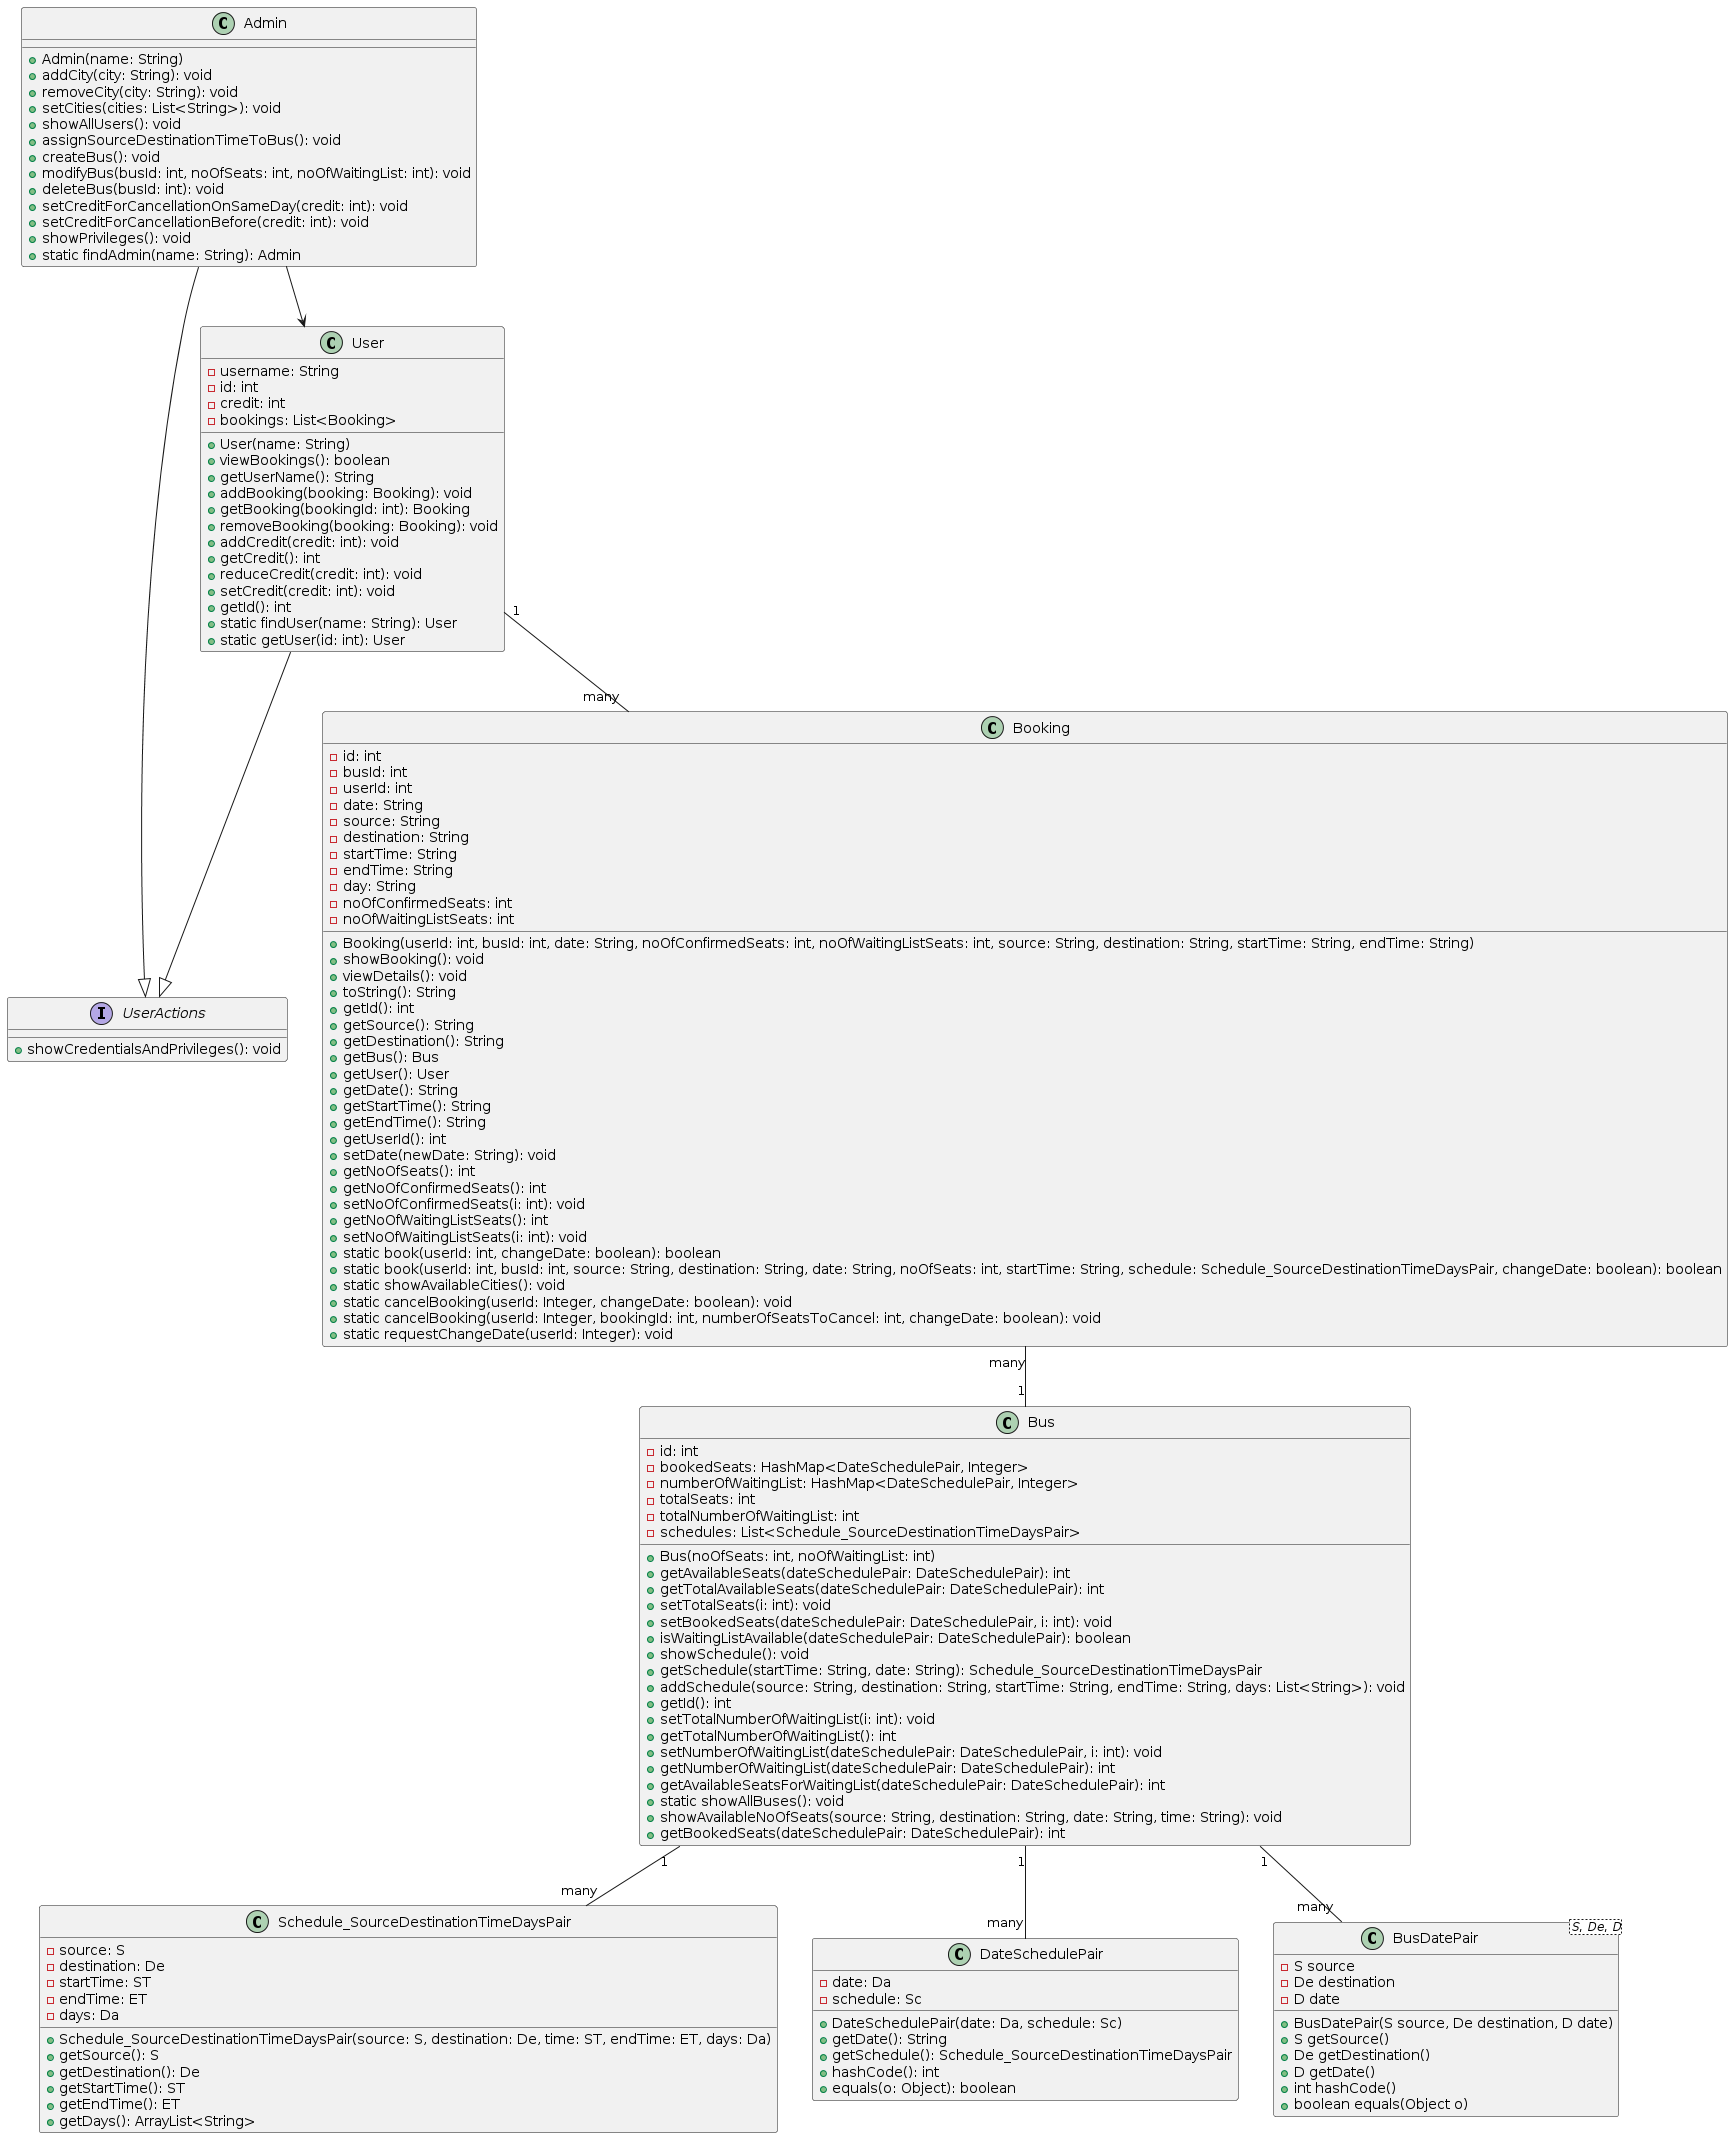 C Admin
Admin(name: String)
addCity(city: String): void
removeCity(city: String): void
setCities(cities: List<String>): void
showAllUsers(): void
assignSourceDestinationTimeToBus(): void
createBus(): void
modifyBus(busId: int, noOfSeats: int, noOfWaitingList: int): void
deleteBus(busId: int): void
setCreditForCancellationOnSameDay(credit: int): void
setCreditForCancellationBefore(credit: int): void
showPrivileges(): void
static findAdmin(name: String): Admin
C User
username: String
id: int
credit: int
bookings: List<Booking>
User(name: String)
viewBookings(): boolean
getUserName(): String
addBooking(booking: Booking): void
getBooking(bookingId: int): Booking
removeBooking(booking: Booking): void
addCredit(credit: int): void
getCredit(): int
reduceCredit(credit: int): void
setCredit(credit: int): void
getId(): int
static findUser(name: String): User
static getUser(id: int): User
1
many
C Booking
id: int
busId: int
userId: int
date: String
source: String
destination: String
startTime: String
endTime: String
day: String
noOfConfirmedSeats: int
noOfWaitingListSeats: int
Booking(userId: int, busId: int, date: String, noOfConfirmedSeats: int, noOfWaitingListSeats: int, source: String, destination: String, startTime: String, endTime: String)
showBooking(): void
viewDetails(): void
toString(): String
getId(): int
getSource(): String
getDestination(): String
getBus(): Bus
getUser(): User
getDate(): String
getStartTime(): String
getEndTime(): String
getUserId(): int
setDate(newDate: String): void
getNoOfSeats(): int
getNoOfConfirmedSeats(): int
setNoOfConfirmedSeats(i: int): void
getNoOfWaitingListSeats(): int
setNoOfWaitingListSeats(i: int): void
static book(userId: int, changeDate: boolean): boolean
static book(userId: int, busId: int, source: String, destination: String, date: String, noOfSeats: int, startTime: String, schedule: Schedule_SourceDestinationTimeDaysPair, changeDate: boolean): boolean
static showAvailableCities(): void
static cancelBooking(userId: Integer, changeDate: boolean): void
static cancelBooking(userId: Integer, bookingId: int, numberOfSeatsToCancel: int, changeDate: boolean): void
static requestChangeDate(userId: Integer): void
I UserActions
showCredentialsAndPrivileges(): void
many
1
C Bus
id: int
bookedSeats: HashMap<DateSchedulePair, Integer>
numberOfWaitingList: HashMap<DateSchedulePair, Integer>
totalSeats: int
totalNumberOfWaitingList: int
schedules: List<Schedule_SourceDestinationTimeDaysPair>
Bus(noOfSeats: int, noOfWaitingList: int)
getAvailableSeats(dateSchedulePair: DateSchedulePair): int
getTotalAvailableSeats(dateSchedulePair: DateSchedulePair): int
setTotalSeats(i: int): void
setBookedSeats(dateSchedulePair: DateSchedulePair, i: int): void
isWaitingListAvailable(dateSchedulePair: DateSchedulePair): boolean
showSchedule(): void
getSchedule(startTime: String, date: String): Schedule_SourceDestinationTimeDaysPair
addSchedule(source: String, destination: String, startTime: String, endTime: String, days: List<String>): void
getId(): int
setTotalNumberOfWaitingList(i: int): void
getTotalNumberOfWaitingList(): int
setNumberOfWaitingList(dateSchedulePair: DateSchedulePair, i: int): void
getNumberOfWaitingList(dateSchedulePair: DateSchedulePair): int
getAvailableSeatsForWaitingList(dateSchedulePair: DateSchedulePair): int
static showAllBuses(): void
showAvailableNoOfSeats(source: String, destination: String, date: String, time: String): void
getBookedSeats(dateSchedulePair: DateSchedulePair): int
1 1 1
many many many
C Schedule_SourceDestinationTimeDaysPair
source: S
destination: De
startTime: ST
endTime: ET
days: Da
Schedule_SourceDestinationTimeDaysPair(source: S, destination: De, time: ST, endTime: ET, days: Da)
getSource(): S
getDestination(): De
getStartTime(): ST
getEndTime(): ET
getDays(): ArrayList<String>
C DateSchedulePair
date: Da
schedule: Sc
DateSchedulePair(date: Da, schedule: Sc)
getDate(): String
getSchedule(): Schedule_SourceDestinationTimeDaysPair
hashCode(): int
equals(o: Object): boolean
C BusDatePair
S, De, D
S source
De destination
D date
BusDatePair(S source, De destination, D date)
S getSource()
De getDestination()
D getDate()
int hashCode()
boolean equals(Object o)